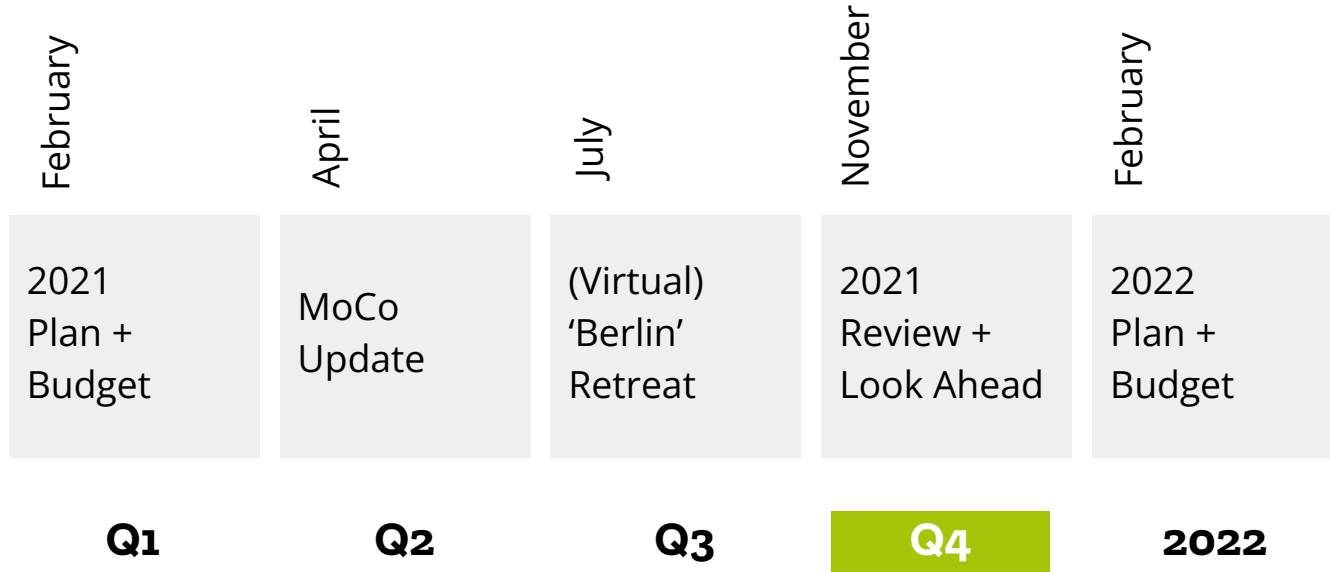 February
April
July
November
February
2021
Plan +
Budget
MoCo
Update
(Virtual)
‘Berlin’
Retreat
2021
Review +
Look Ahead
2022
Plan +
Budget
Q1
Q2
Q3
Q4
2022